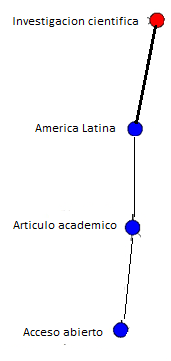 Investigacion cientifica
America Latina
Articulo academico
Acceso abierto